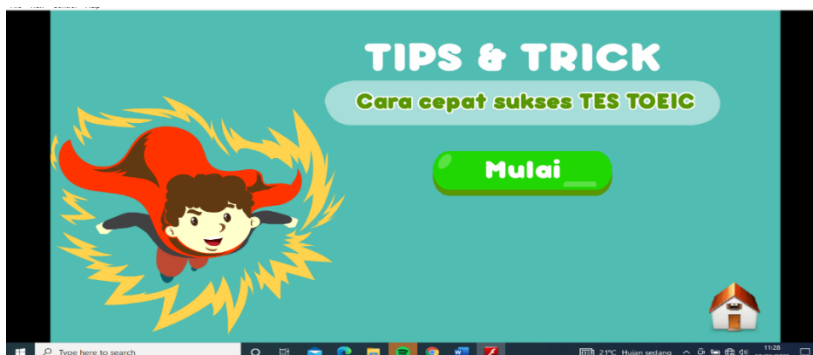 TIPS & TRICK
Cara cepat sukses TES TOEIC
Mulai
Type here to search
21°C Hujan sedang
11:28